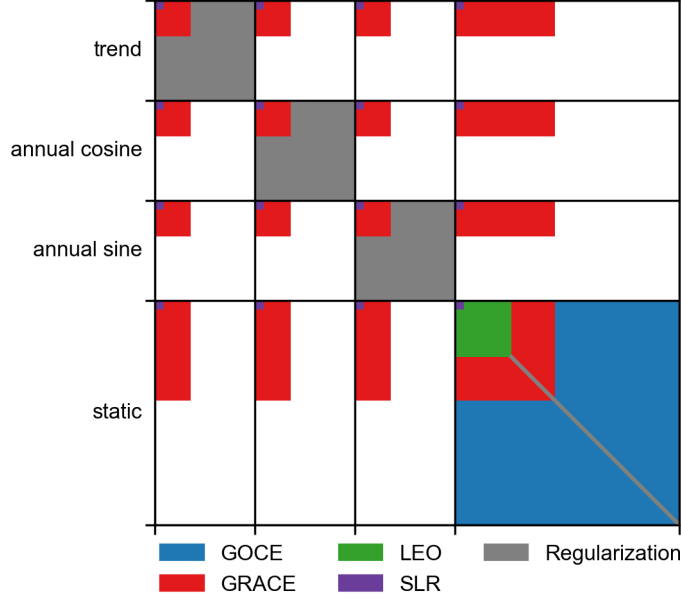 trend
annual cosine
annual sine
static
GOCE LEO Regularization
GRACE SLR